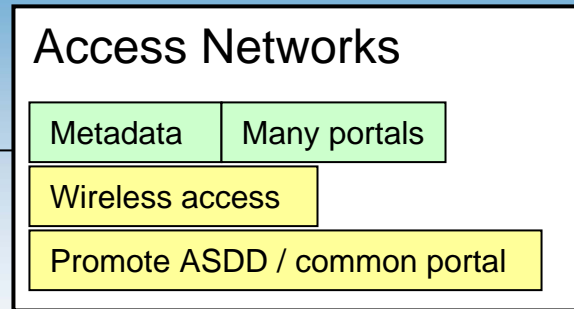 Access Networks
Metadata Many portals
Wireless access
Promote ASDD / common portal